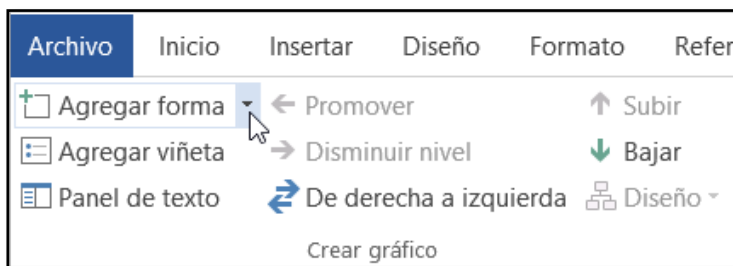 Archivo Inicio Insertar Diseño Formato Refer
Agregar forma Promover Subir
Agregar viñeta Disminuir nivel Bajar
Panel de texto De derecha a izquierda Diseño
Crear gráfico